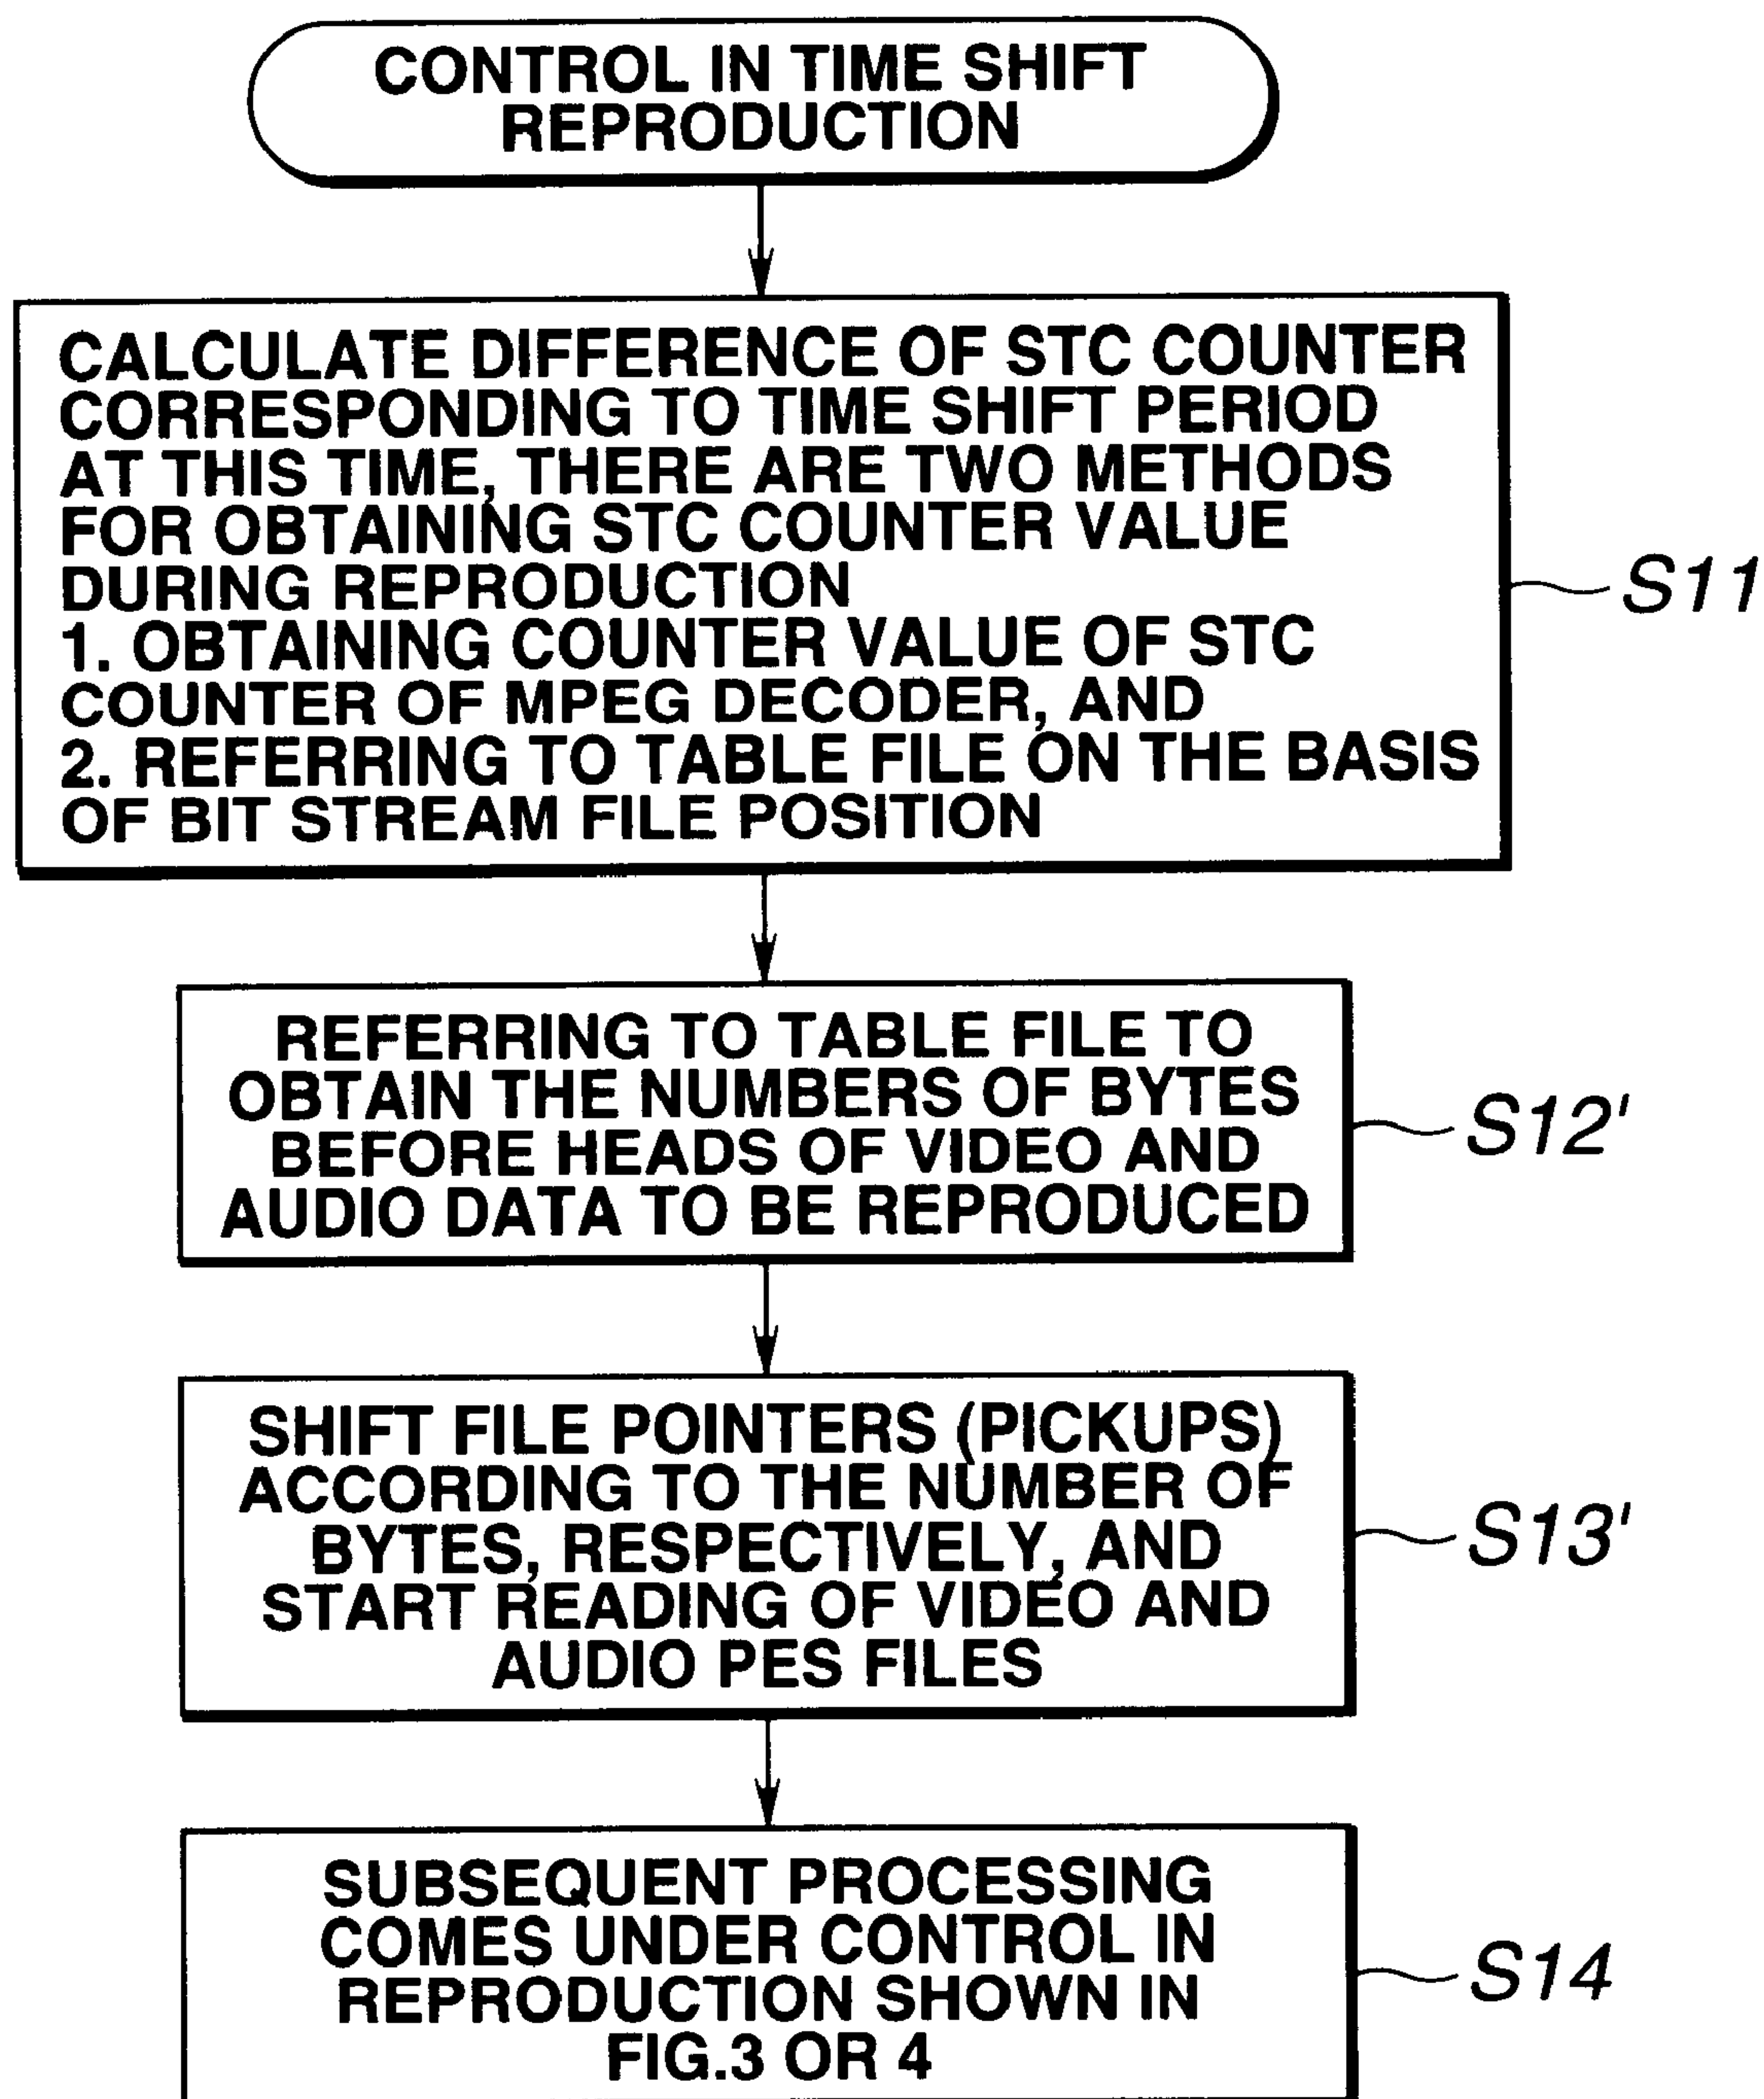 CONTROL IN TIME SHIFT
REPRODUCTION
CALCULATE DIFFERENCE OF STC COUNTER
CORRESPONDING TO TIME SHIFT PERIOD
AT THIS TIME, THERE ARE TWO METHODS
FOR OBTAINING STC COUNTER VALUE
DURING REPRODUCTION
1. OBTAINING COUNTER VALUE OF STC
COUNTER OF MPEG DECODER, AND
2. REFERRING TO TABLE FILE ON THE BASIS
OF BIT STREAM FILE POSITION
S11
REFERRING TO TABLE FILE TO
OBTAIN THE NUMBERS OF BYTES
BEFORE HEADS OF VIDEO AND
AUDIO DATA TO BE REPRODUCED
S12'
SHIFT FILE POINTERS (PICKUPS)
ACCORDING TO THE NUMBER OF
BYTES, RESPECTIVELY, AND
START READING OF VIDEO AND
AUDIO PES FILES
S13'
SUBSEQUENT PROCESSING
COMES UNDER CONTROL IN
REPRODUCTION SHOWN IN
FIG.3 OR 4
S14